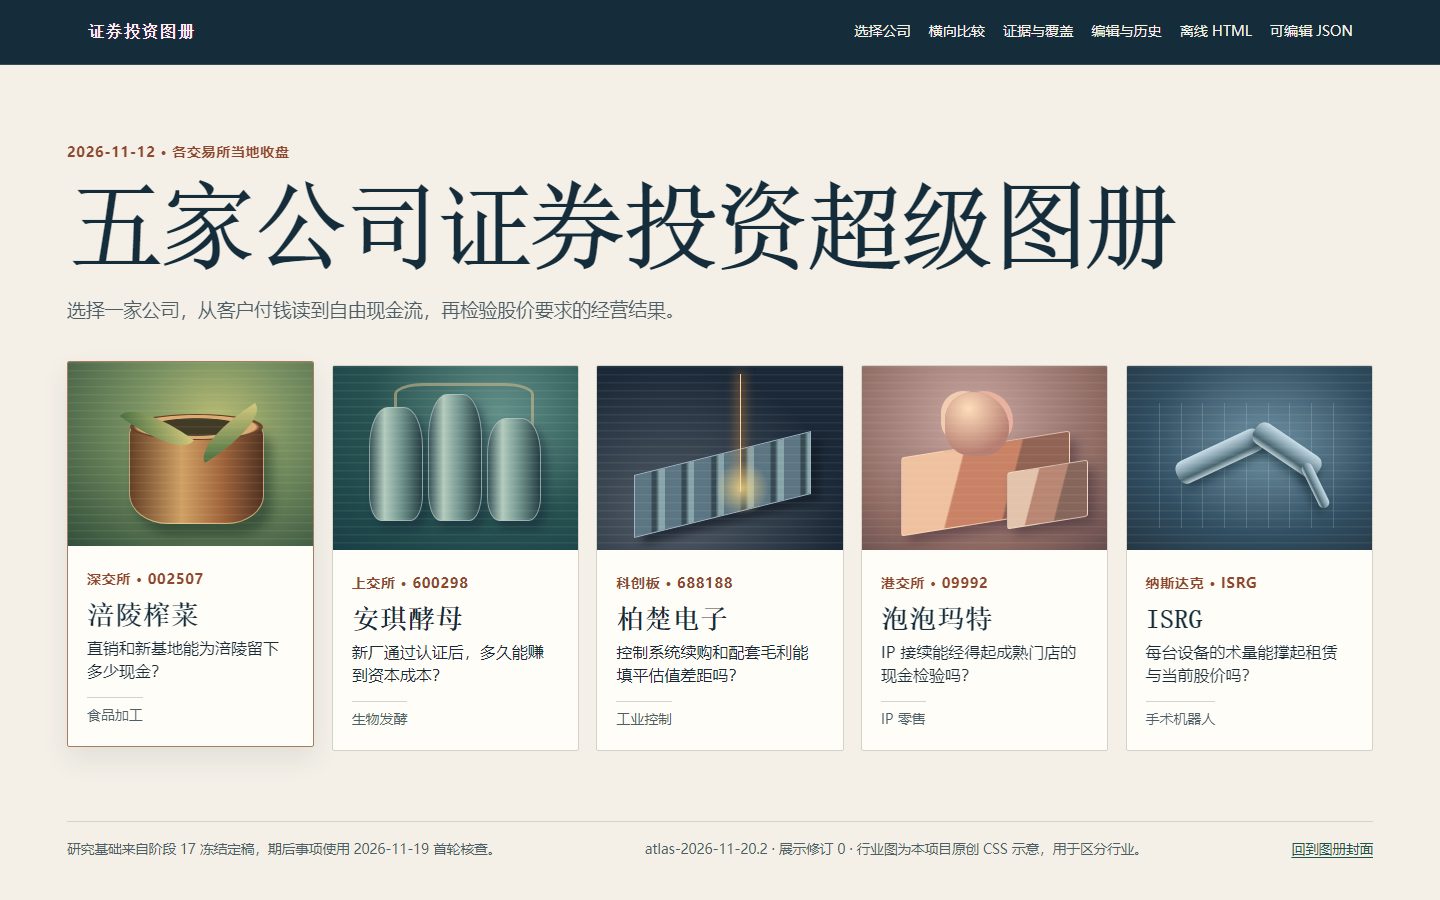 证券投资图册
选择公司 横向比较 证据与覆盖 编辑与历史 离线 HTML 可编辑 JSON
2026-11-12 • 各交易所当地收盘
五家公司证券投资超级图册
选择一家公司，从客户付钱读到自由现金流，再检验股价要求的经营结果。
深交所 • 002507
涪陵榨菜
直销和新基地能为涪陵留下
多少现金？
食品加工
上交所 • 600298
安琪酵母
新厂通过认证后，多久能赚
到资本成本？
生物发酵
科创板 • 688188
柏楚电子
控制系统续购和配套毛利能
填平估值差距吗？
工业控制
港交所 • 09992
泡泡玛特
IP 接续能经得起成熟门店的
现金检验吗？
IP 零售
纳斯达克 • ISRG
ISRG
每台设备的术量能撑起租赁
与当前股价吗？
手术机器人
研究基础来自阶段 17 冻结定稿，期后事项使用 2026-11-19 首轮核查。
atlas-2026-11-20.2 · 展示修订 0 · 行业图为本项目原创 CSS 示意，用于区分行业。
回到图册封面